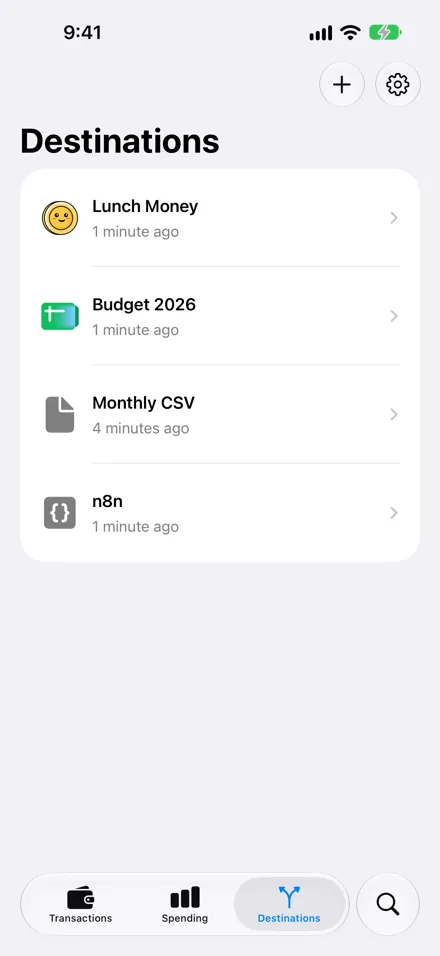 9:41
Destinations
Lunch Money
1 minute ago
Budget 2026
1 minute ago
Monthly CSV
4 minutes ago
{}
n8n
1 minute ago
Transactions
Spending
Destinations